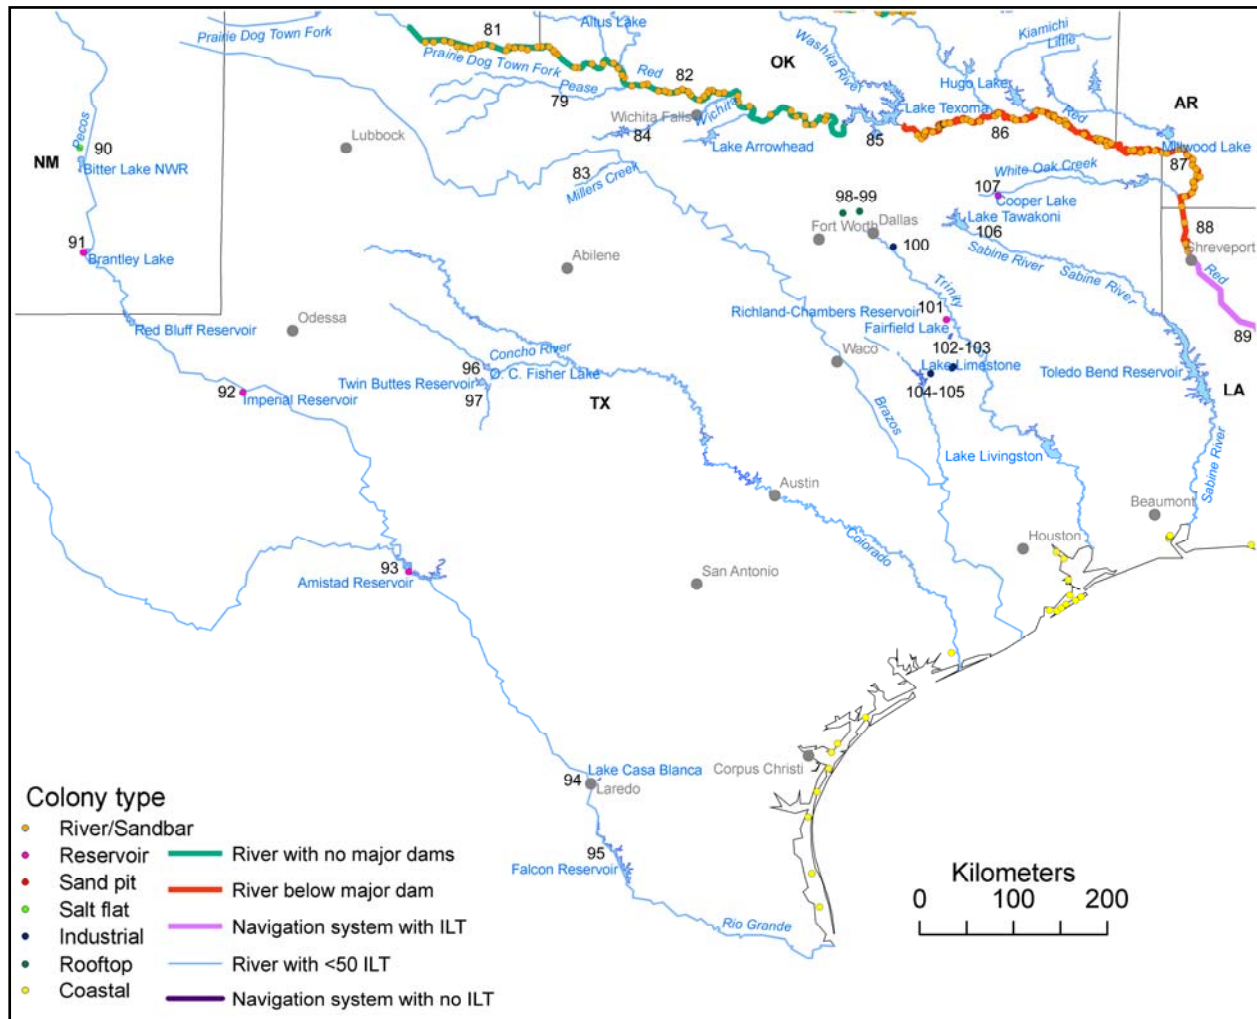 Prairie Dog Town Fork
81
Altus Lake
Prairie Dog Town Fork
Red
82
OK
Washita River
Kiamichi
Little
Hugo Lake
AR
Pease
79
Wichita Falls
Wichita
84
Lake Arrowhead
Lake Texoma
85
86
Red
Millwood Lake
87
Lubbock
Pecos
90
NM
Bitter Lake NWR
83
Millers Creek
White Oak Creek
107
Cooper Lake
98-99
Lake Tawakoni
106
Fort Worth
Dallas
100
88
Shreveport
Red
91
Brantley Lake
Abilene
Sabine River
Sabine River
Trinity
Richland-Chambers Reservoir
101
Fairfield Lake
89
Red Bluff Reservoir
Odessa
Concho River
96
O. C. Fisher Lake
Twin Buttes Reservoir
97
Waco
102-103
Lake Limestone
104-105
Toledo Bend Reservoir
LA
92
Imperial Reservoir
TX
Brazos
Lake Livingston
Sabine River
Austin
Beaumont
Houston
Colorado
93
Amistad Reservoir
San Antonio
Corpus Christi
Lake Casa Blanca
94
Laredo
95
Falcon Reservoir
Rio Grande
Colony type
River/Sandbar
Reservoir
Sand pit
Salt flat
Industrial
Rooftop
Coastal
River with no major dams
River below major dam
Navigation system with ILT
River with <50 ILT
Navigation system with no ILT
Kilometers
0 100 200